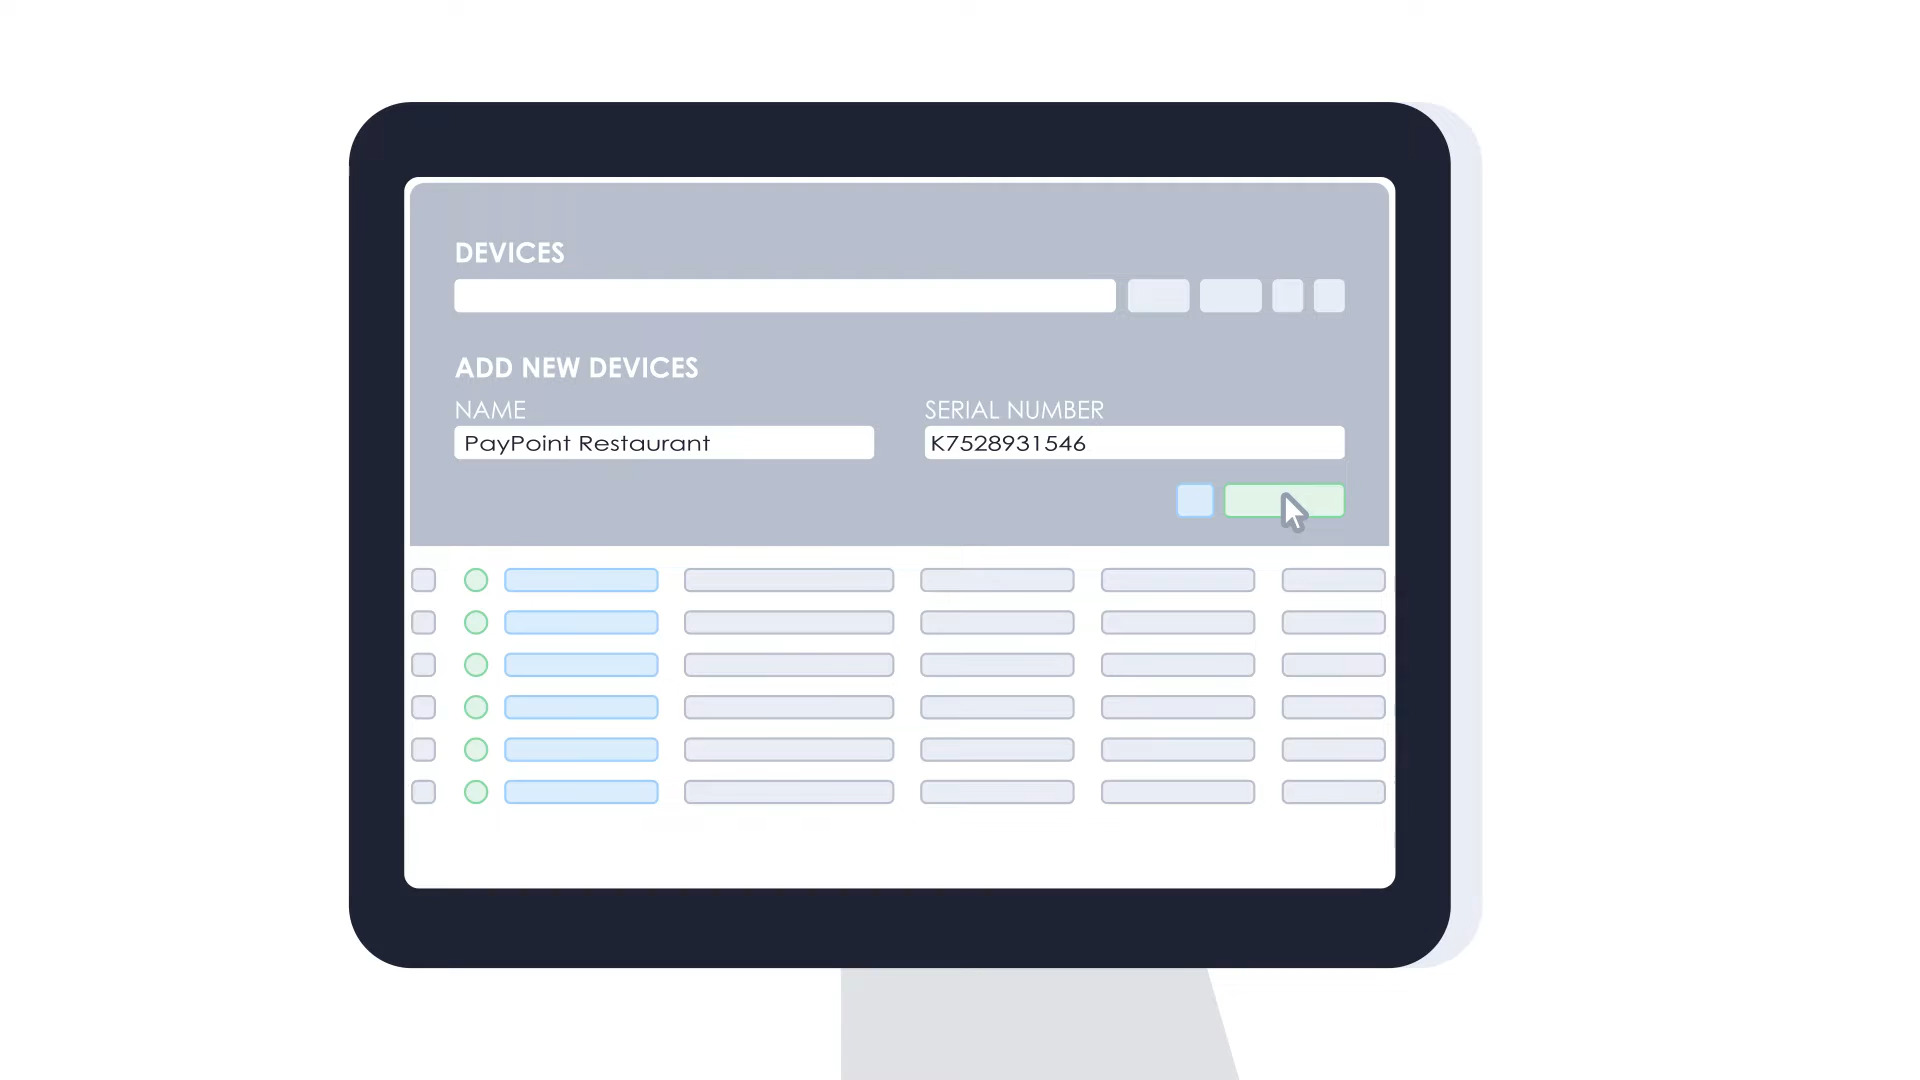 DEVICES
ADD NEW DEVICES
NAME
SERIAL NUMBER
PayPoint Restaurant
K7528931546